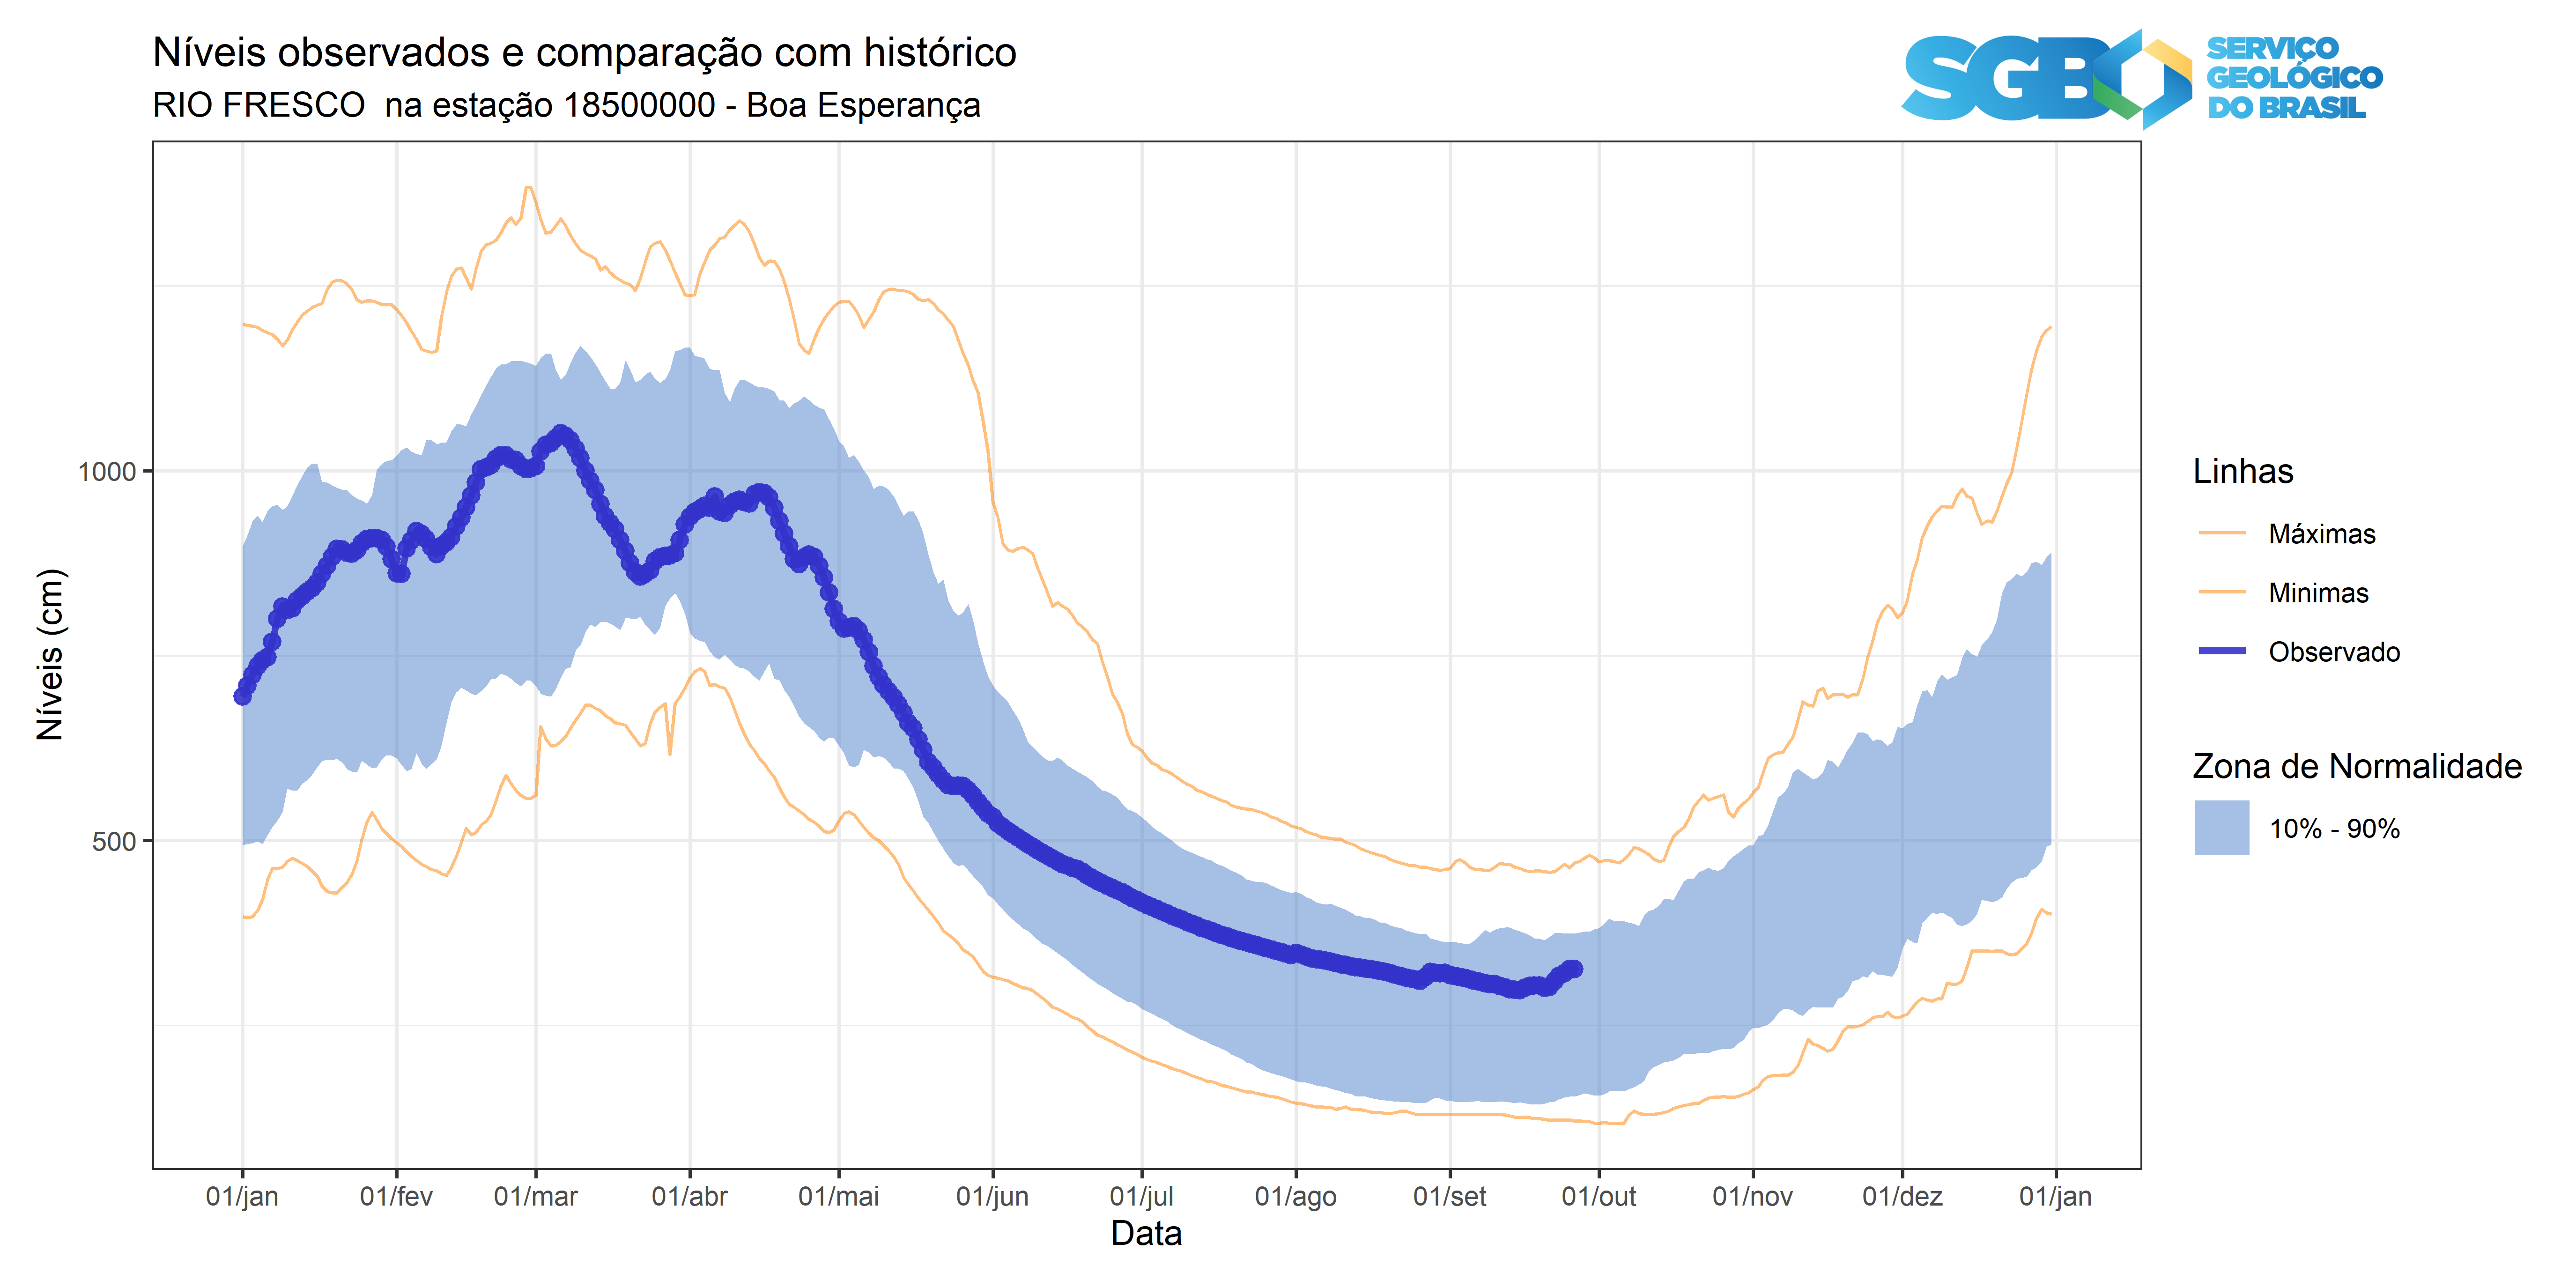 Níveis observados e comparação com histórico
RIO FRESCO  na estação 18500000 - Boa Esperança
SGB
SERVIÇO
GEOLÓGICO
DO BRASIL
Níveis (cm)
1000
500
01/jan 01/fev 01/mar 01/abr 01/mai 01/jun 01/jul 01/ago 01/set 01/out 01/nov 01/dez 01/jan
Data
Linhas
Máximas
Minimas
Observado
Zona de Normalidade
10% - 90%